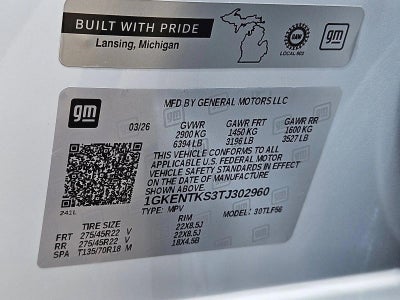 BUILT WITH PRIDE
Lansing, Michigan
UAW
LOCAL 602
gm
gm
MFD BY GENERAL MOTORS LLC
03/26 GVWR GAWR FRT GAWR RR
2900 KG 1450 KG 1600 KG
6394 LB 3196 LB 3527 LB
THIS VEHICLE CONFORMS TO ALL
APPLICABLE U.S. FEDERAL MOTOR
VEHICLE SAFETY STANDARDS IN EFFECT
ON THE DATE OF MANUFACTURE
SHOWN ABOVE.
1GKENTKS3TJ302960
TYPE: MPV MODEL: 30TLF56
241L
TIRE SIZE RIM
FRT 275/45R22 V 22X8.5J
RR 275/45R22 V 22X8.5J
SPA T135/70R18 M 18X4.5B